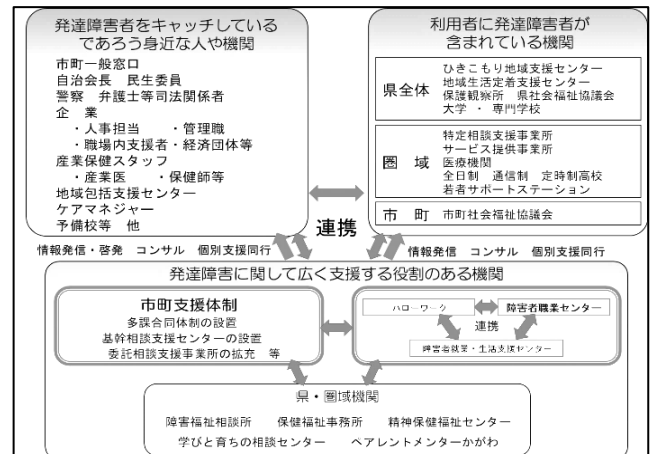 発達障害者をキャッチしている
であろう身近な人や機関
市町一般窓口
自治会長　民生委員
警察　弁護士等司法関係者
企　業
・人事担当　・管理職
・職場内支援者・経済団体等
産業保健スタッフ
・産業医　・保健師等
地域包括支援センター
ケアマネジャー
予備校等　他
利用者に発達障害者が
含まれている機関
県全体
ひきこもり地域支援センター
地域生活定着支援センター
保護観察所　県社会福祉協議会
大学　・　専門学校
圏　域
特定相談支援事業所
サービス提供事業所
医療機関
全日制　通信制　定時制高校
若者サポートステーション
市　町
市町社会福祉協議会
連携
情報発信・啓発　コンサル　個別支援同行
情報発信　コンサル　個別支援同行
発達障害に関して広く支援する役割のある機関
市町支援体制
多課合同体制の設置
基幹相談支援センターの設置
委託相談支援事業所の拡充　等
ハローワーク
障害者職業センター
連携
障害者就業・生活支援センター
県・圏域機関
障害福祉相談所　保健福祉事務所　精神保健福祉センター
学びと育ちの相談センター　ペアレントメンターかがわ